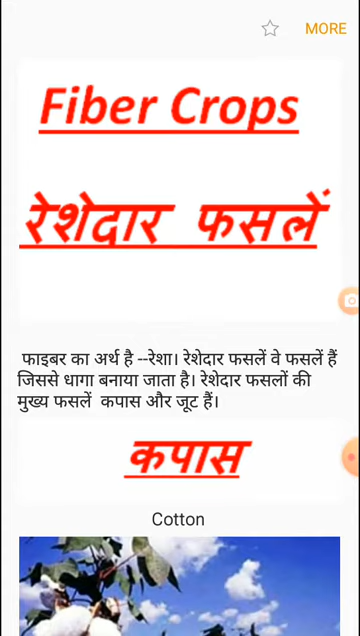 MORE
Fiber Crops
रेशेदार फसलें
फाइबर का अर्थ है --रेशा। रेशेदार फसलें वे फसलें हैं
जिससे धागा बनाया जाता है। रेशेदार फसलों की
मुख्य फसलें कपास और जूट हैं।
कपास
Cotton